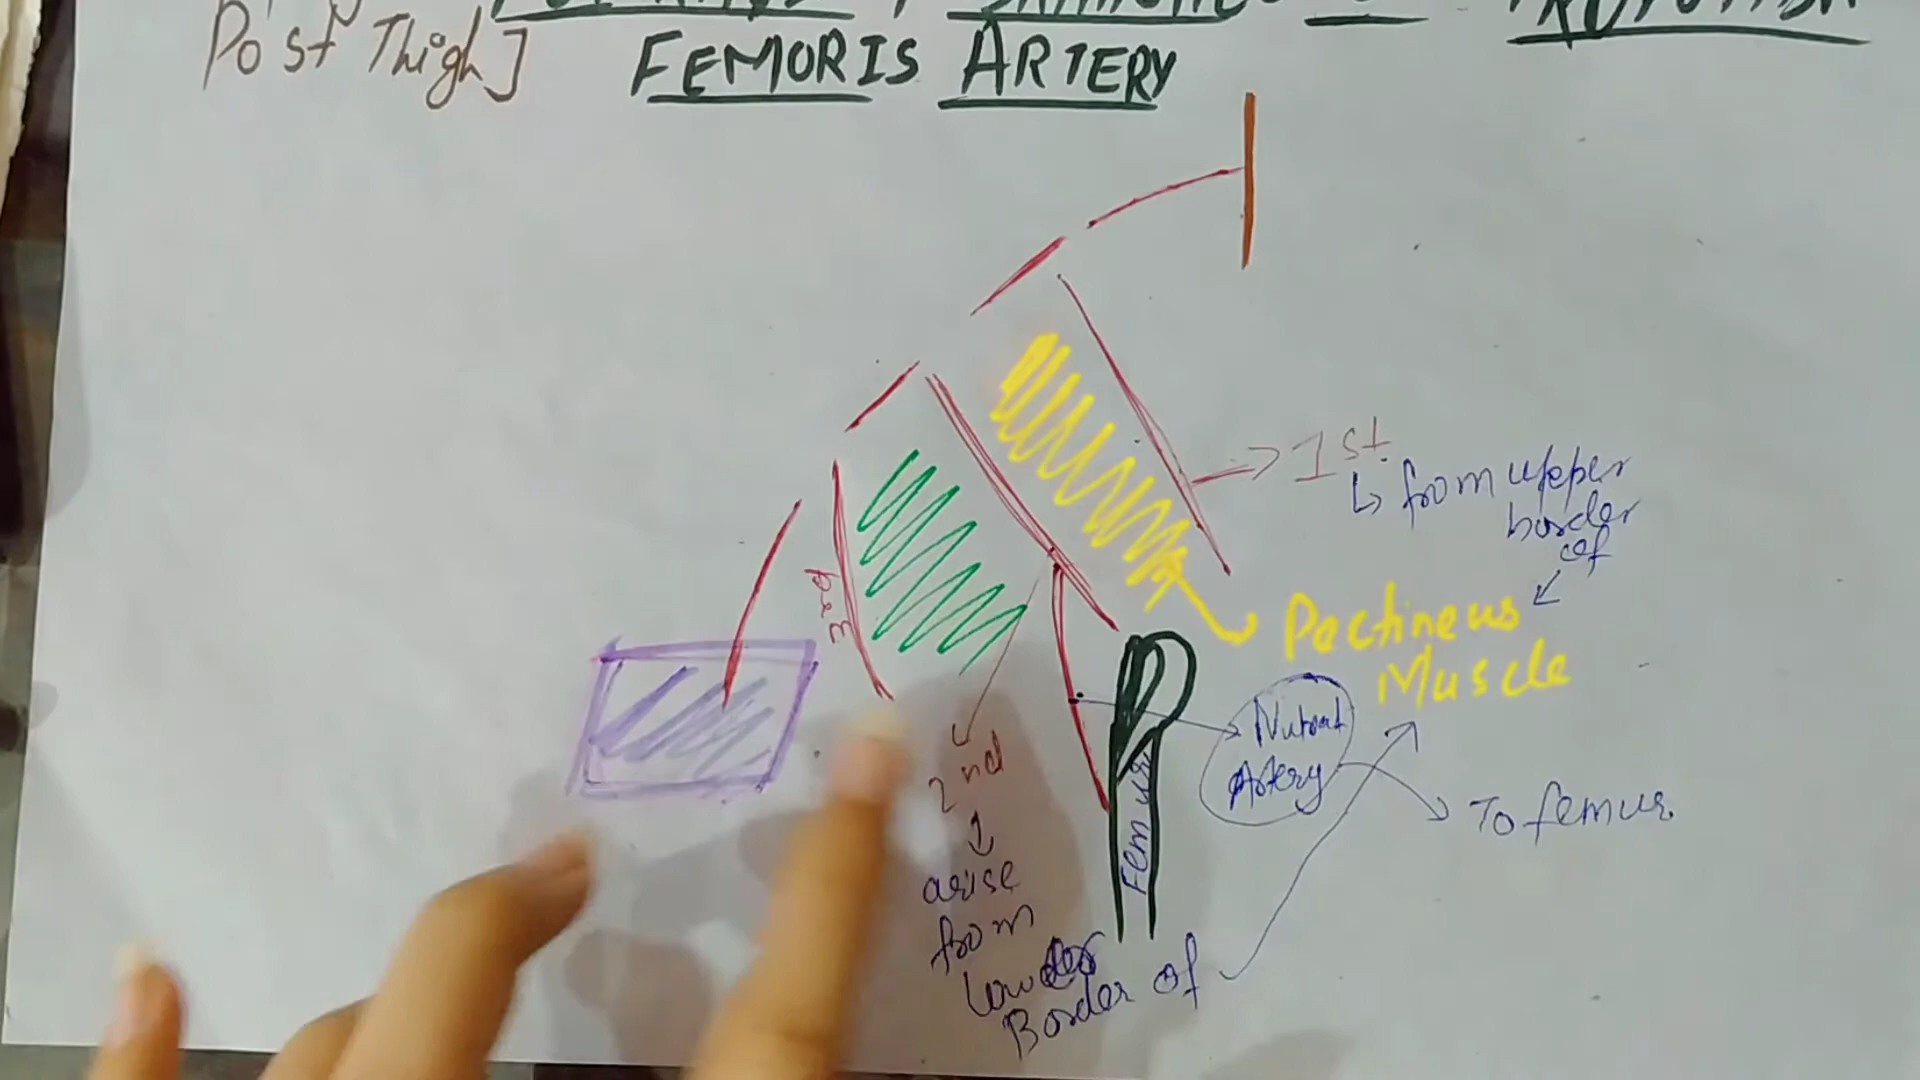 Post Thigh]
FEMORIS ARTERY
1st
↳ from upper
border
of
Pectineus
Muscle
3rd
2nd
arise
from
lower
Border of
Femur
Nutrient
Artery
To femur